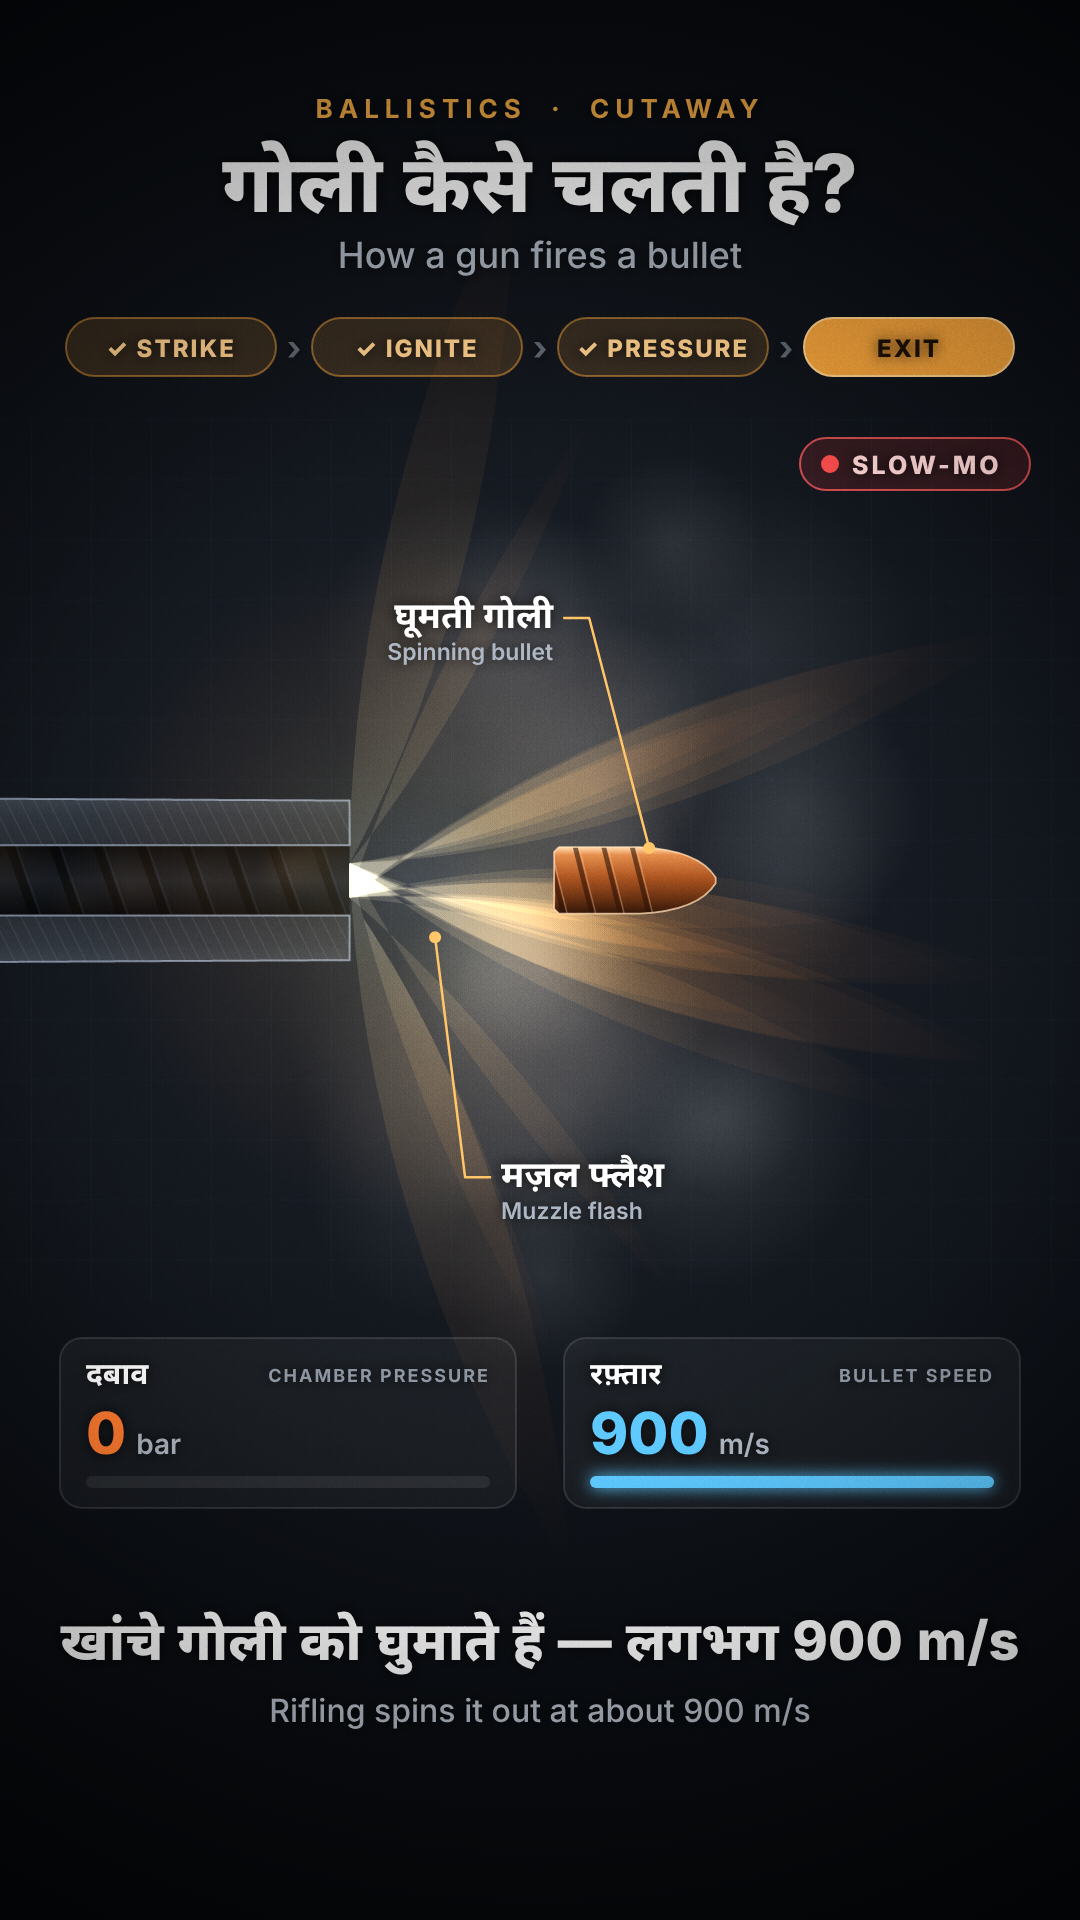 BALLISTICS · CUTAWAY
गोली कैसे चलती है?
How a gun fires a bullet
✓ STRIKE › ✓ IGNITE › ✓ PRESSURE › EXIT
SLOW-MO
घूमती गोली
Spinning bullet
मज़ल फ्लैश
Muzzle flash
दबाव CHAMBER PRESSURE
0 bar
रफ़्तार BULLET SPEED
900 m/s
खांचे गोली को घुमाते हैं — लगभग 900 m/s
Rifling spins it out at about 900 m/s